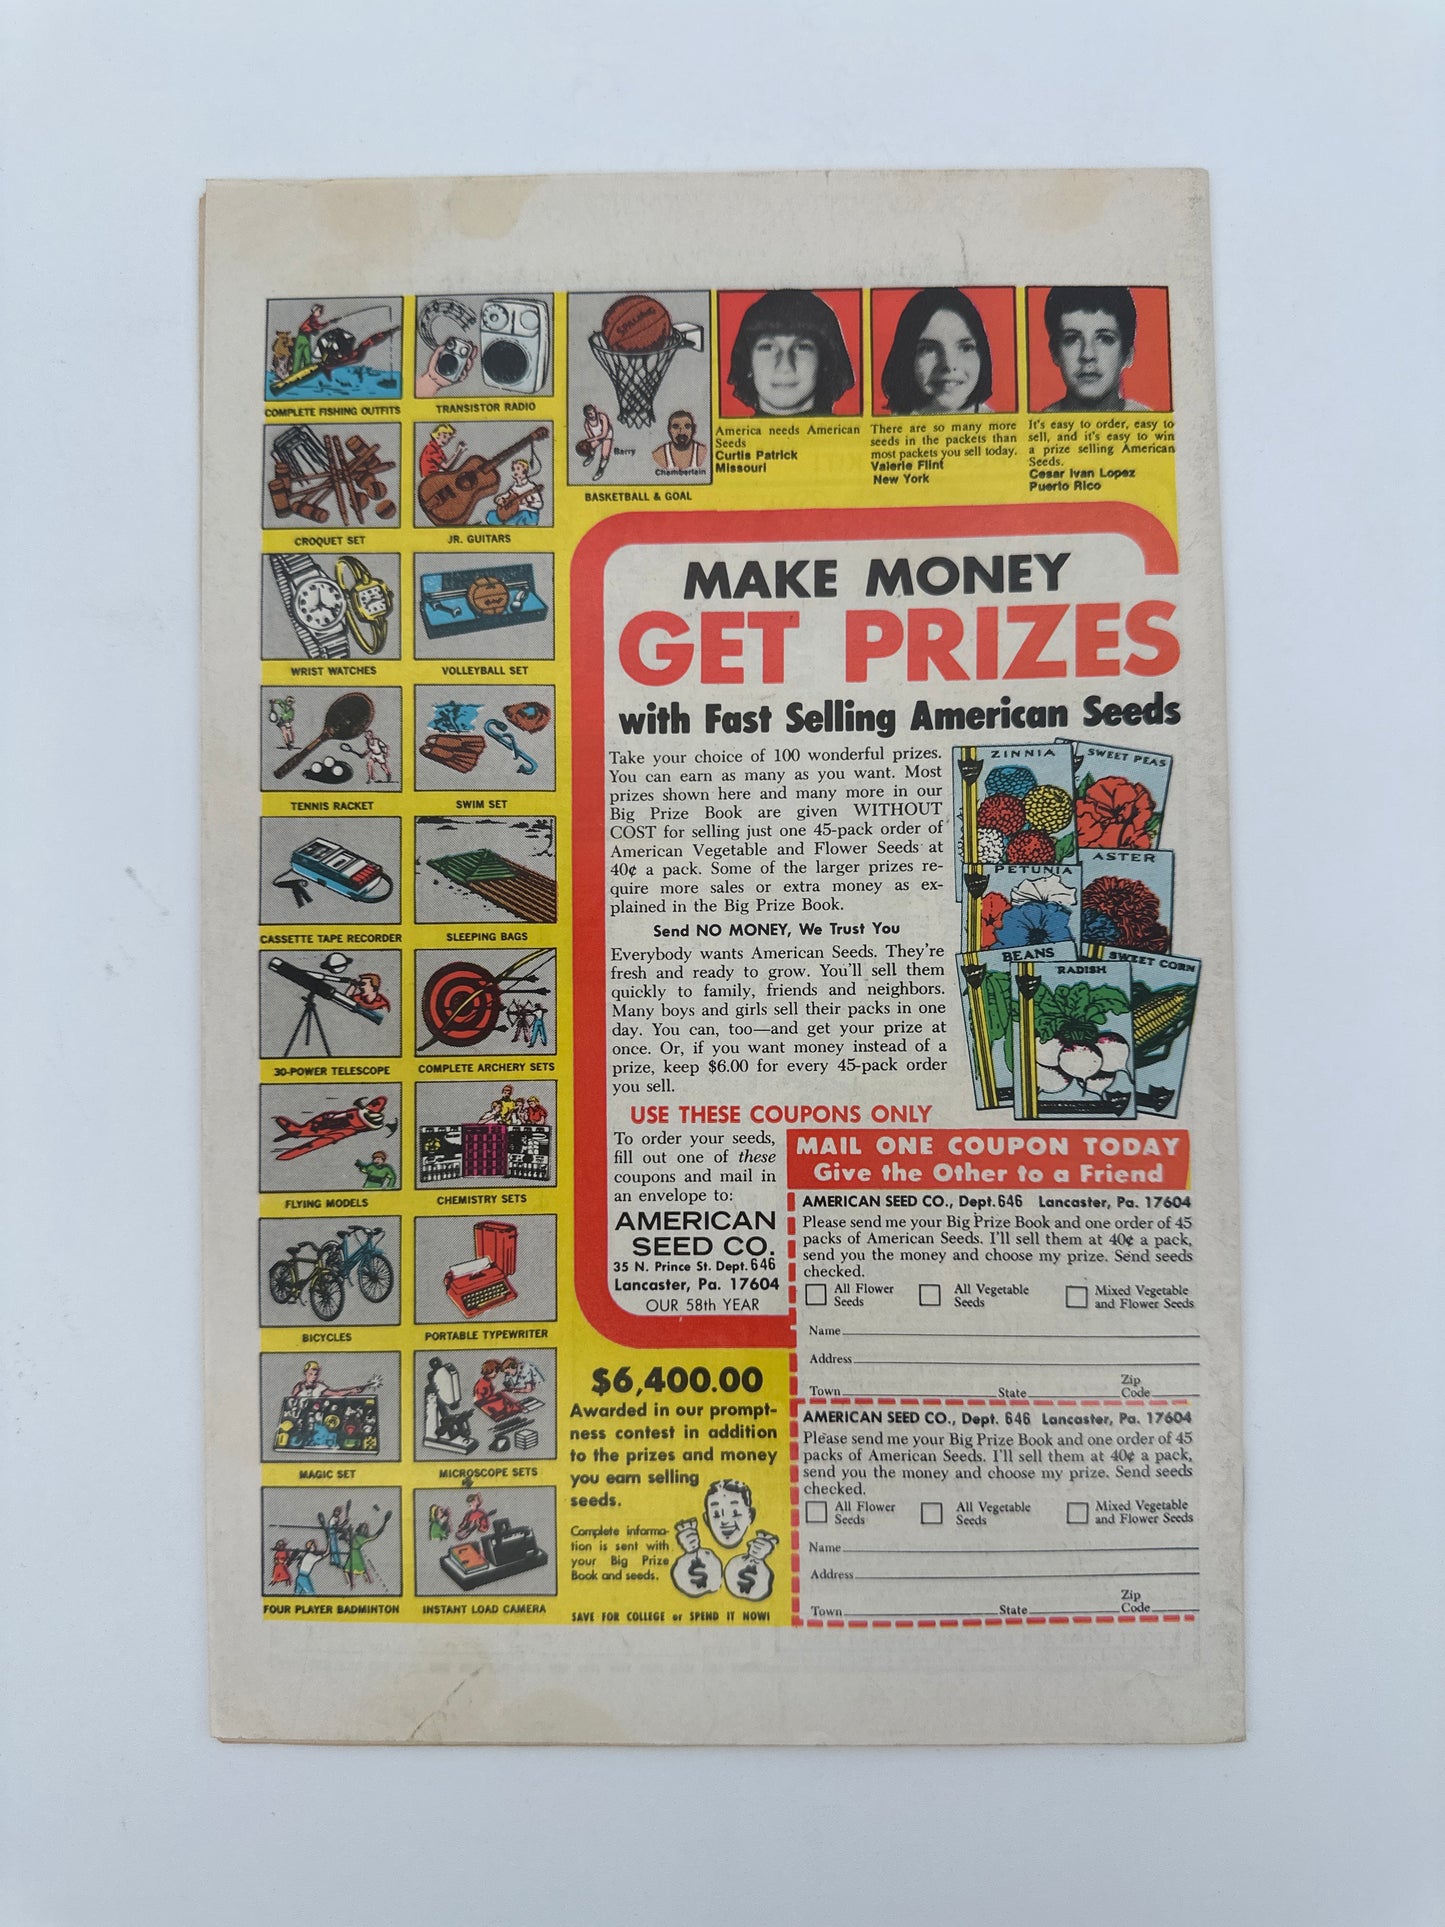 COMPLETE FISHING OUTFITS
TRANSISTOR RADIO
CROQUET SET
JR. GUITARS
WRIST WATCHES
VOLLEYBALL SET
TENNIS RACKET
SWIM SET
CASSETTE TAPE RECORDER
SLEEPING BAGS
30-POWER TELESCOPE
COMPLETE ARCHERY SETS
FLYING MODELS
CHEMISTRY SETS
BICYCLES
PORTABLE TYPEWRITER
MAGIC SET
MICROSCOPE SETS
FOUR PLAYER BADMINTON
INSTANT LOAD CAMERA
SPALDING
Barry
Chamberlain
BASKETBALL & GOAL
America needs American
Seeds
Curtis Patrick
Missouri
There are so many more
seeds in the packets than
most packets you sell today.
Valerie Flint
New York
It's easy to order, easy to
sell, and it's easy to win
a prize selling American
Seeds.
Cesar Ivan Lopez
Puerto Rico
MAKE MONEY
GET PRIZES
with Fast Selling American Seeds
Take your choice of 100 wonderful prizes.
You can earn as many as you want. Most
prizes shown here and many more in our
Big Prize Book are given WITHOUT
COST for selling just one 45-pack order of
American Vegetable and Flower Seeds at
40¢ a pack. Some of the larger prizes re-
quire more sales or extra money as ex-
plained in the Big Prize Book.
Send NO MONEY, We Trust You
Everybody wants American Seeds. They're
fresh and ready to grow. You'll sell them
quickly to family, friends and neighbors.
Many boys and girls sell their packs in one
day. You can, too—and get your prize at
once. Or, if you want money instead of a
prize, keep $6.00 for every 45-pack order
you sell.
ZINNIA
SWEET PEAS
PETUNIA
ASTER
BEANS
RADISH
SWEET CORN
USE THESE COUPONS ONLY
To order your seeds,
fill out one of these
coupons and mail in
an envelope to:
AMERICAN
SEED CO.
35 N. Prince St. Dept. 646
Lancaster, Pa. 17604
OUR 58th YEAR
MAIL ONE COUPON TODAY
Give the Other to a Friend
AMERICAN SEED CO., Dept. 646 Lancaster, Pa. 17604
Please send me your Big Prize Book and one order of 45
packs of American Seeds. I'll sell them at 40¢ a pack,
send you the money and choose my prize. Send seeds
checked.
All Flower Seeds
All Vegetable Seeds
Mixed Vegetable and Flower Seeds
Name
Address
Town State Zip Code
AMERICAN SEED CO., Dept. 646 Lancaster, Pa. 17604
Please send me your Big Prize Book and one order of 45
packs of American Seeds. I'll sell them at 40¢ a pack,
send you the money and choose my prize. Send seeds
checked.
All Flower Seeds
All Vegetable Seeds
Mixed Vegetable and Flower Seeds
Name
Address
Town State Zip Code
$6,400.00
Awarded in our prompt-
ness contest in addition
to the prizes and money
you earn selling
seeds.
Complete informa-
tion is sent with
your Big Prize
Book and seeds.
$ $
SAVE FOR COLLEGE or SPEND IT NOW!